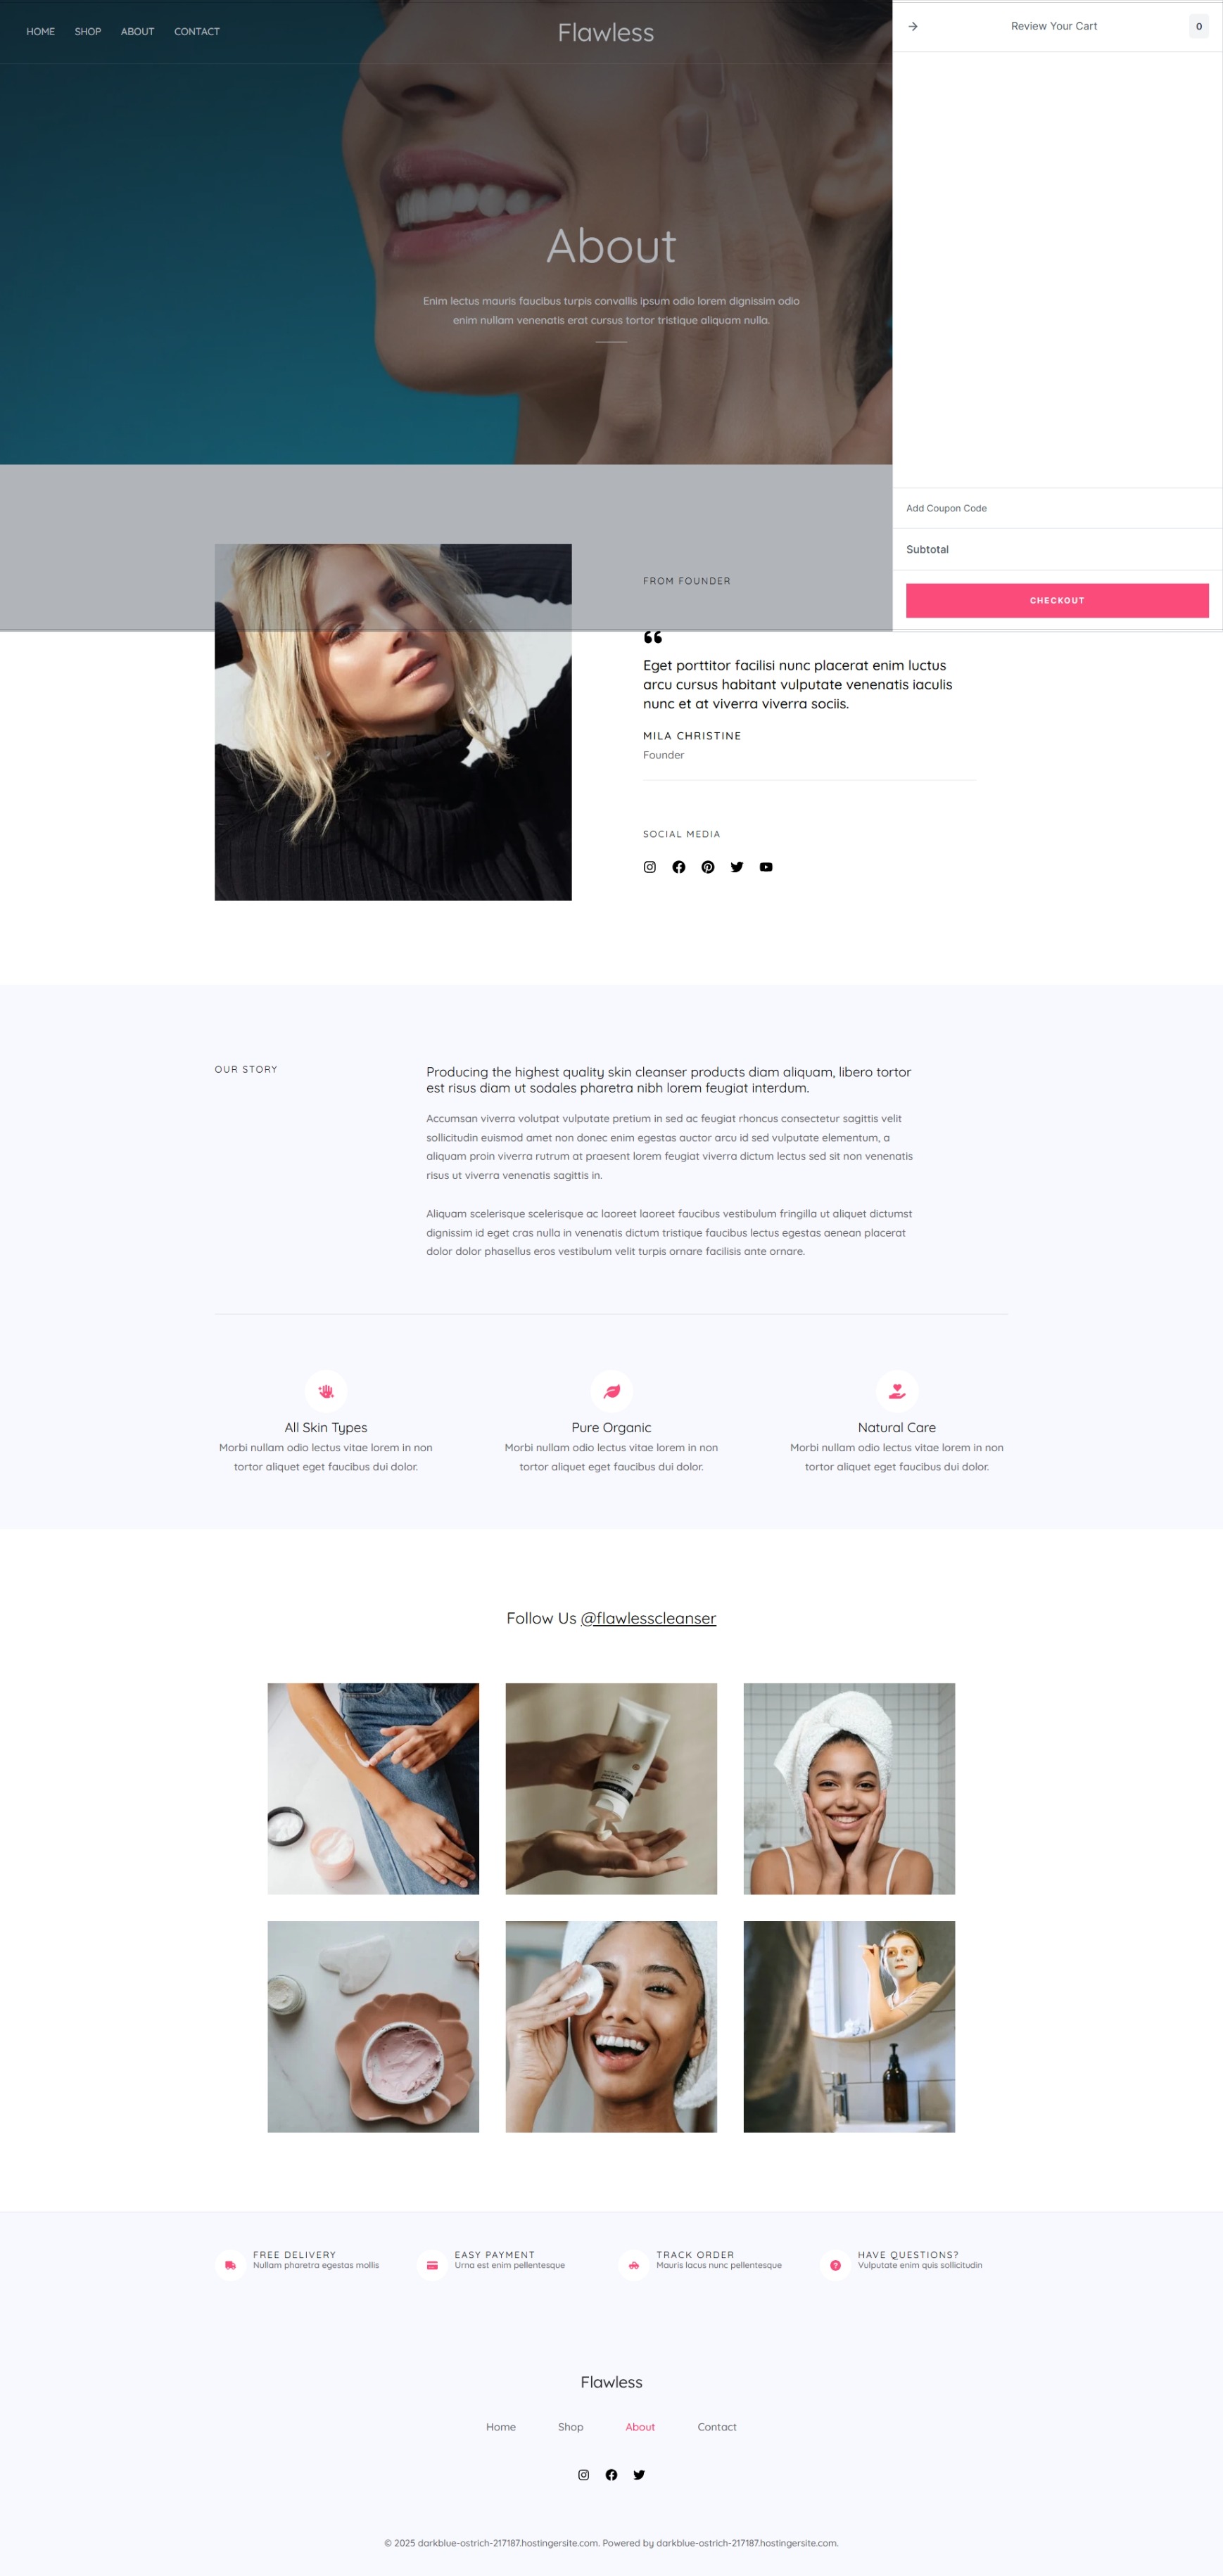 HOME SHOP ABOUT CONTACT
Flawless
Review Your Cart
0
About
Enim lectus mauris faucibus turpis convallis ipsum odio lorem dignissim odio
enim nullam venenatis erat cursus tortor tristique aliquam nulla.
Add Coupon Code
Subtotal
CHECKOUT
FROM FOUNDER
Eget porttitor facilisi nunc placerat enim luctus
arcu cursus habitant vulputate venenatis iaculis
nunc et at viverra viverra sociis.
MILA CHRISTINE
Founder
SOCIAL MEDIA
OUR STORY
Producing the highest quality skin cleanser products diam aliquam, libero tortor
est risus diam ut sodales pharetra nibh lorem feugiat interdum.
Accumsan viverra volutpat vulputate pretium in sed ac feugiat rhoncus consectetur sagittis velit
sollicitudin euismod amet non donec enim egestas auctor arcu id sed vulputate elementum, a
aliquam proin viverra rutrum at praesent lorem feugiat viverra dictum lectus sed sit non venenatis
risus ut viverra venenatis sagittis in.
Aliquam scelerisque scelerisque ac laoreet laoreet faucibus vestibulum fringilla ut aliquet dictumst
dignissim id eget cras nulla in venenatis dictum tristique faucibus lectus egestas aenean placerat
dolor dolor phasellus eros vestibulum velit turpis ornare facilisis ante ornare.
All Skin Types
Morbi nullam odio lectus vitae lorem in non
tortor aliquet eget faucibus dui dolor.
Pure Organic
Morbi nullam odio lectus vitae lorem in non
tortor aliquet eget faucibus dui dolor.
Natural Care
Morbi nullam odio lectus vitae lorem in non
tortor aliquet eget faucibus dui dolor.
Follow Us @flawlesscleanser
FREE DELIVERY
Nullam pharetra egestas mollis
EASY PAYMENT
Urna est enim pellentesque
TRACK ORDER
Mauris lacus nunc pellentesque
HAVE QUESTIONS?
Vulputate enim quis sollicitudin
Flawless
Home Shop About Contact
© 2025 darkblue-ostrich-217187.hostingersite.com. Powered by darkblue-ostrich-217187.hostingersite.com.